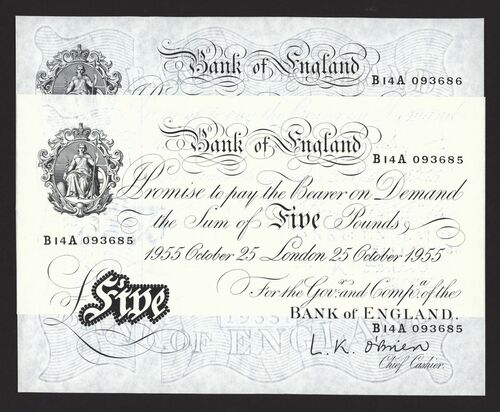 Bank of England
B14A 093686
Bank of England
B14A 093685
I Promise to pay the Bearer on Demand
the Sum of Five Pounds
B14A 093685
1955 October 25 London 25 October 1955
For the Govr. and Compa. of the
BANK OF ENGLAND.
£ Five
B14A 093685
L. K. O'Brien
Chief Cashier.